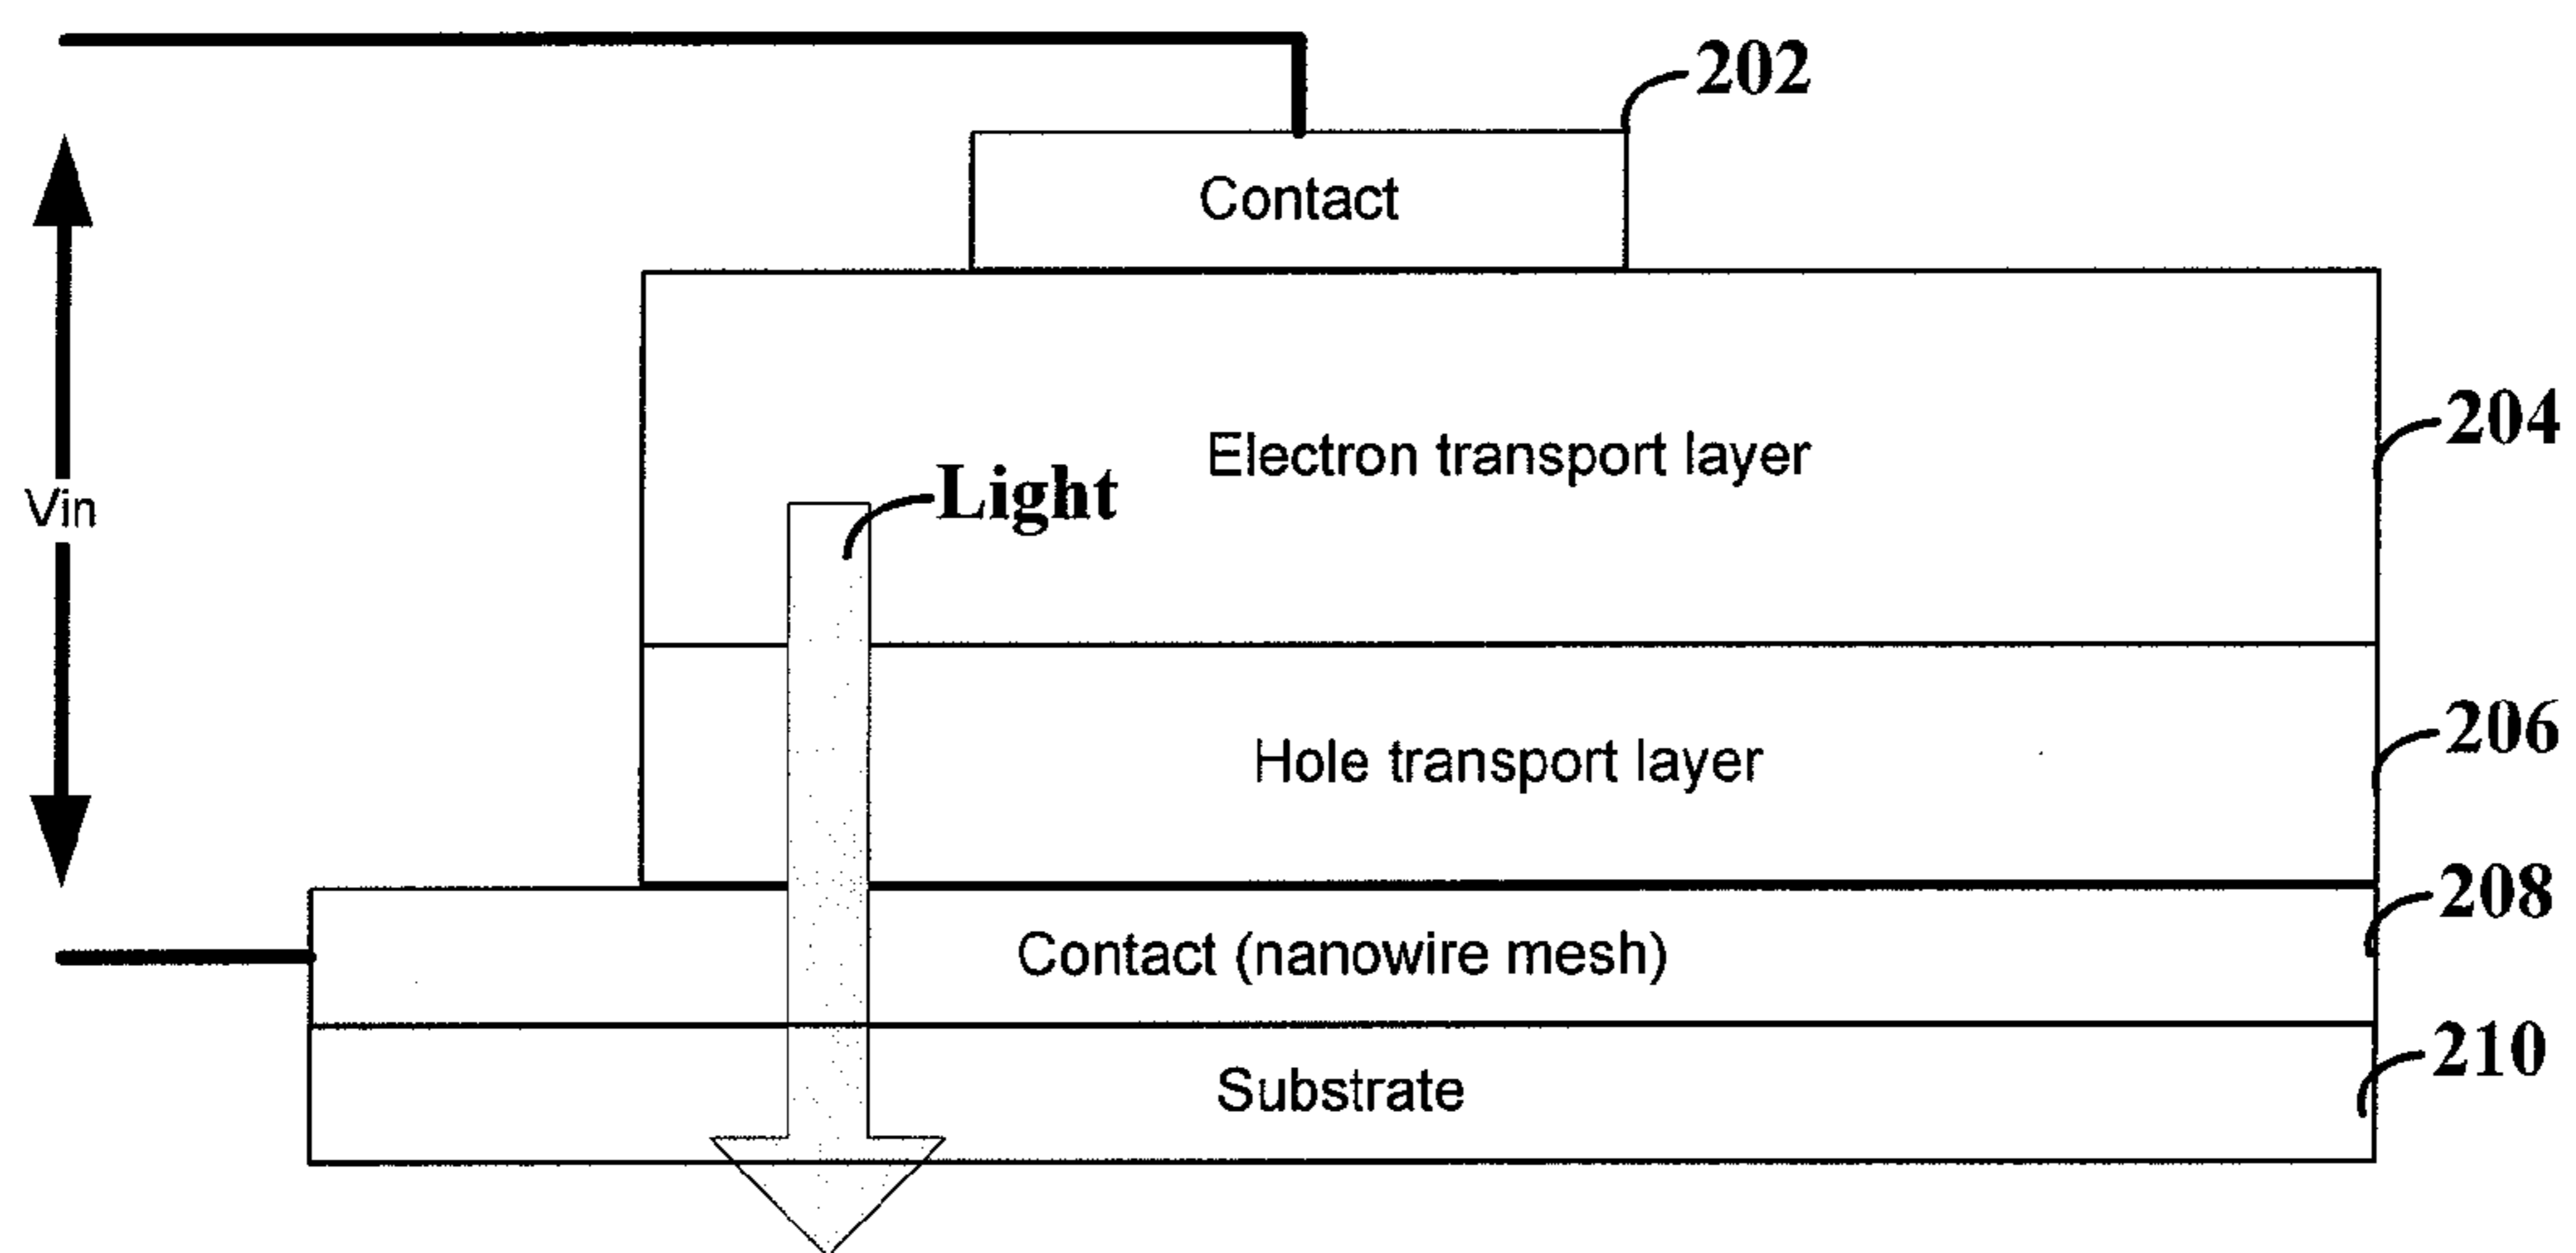 202
Contact
204
Electron transport layer
Light
Vin
206
Hole transport layer
208
Contact (nanowire mesh)
210
Substrate